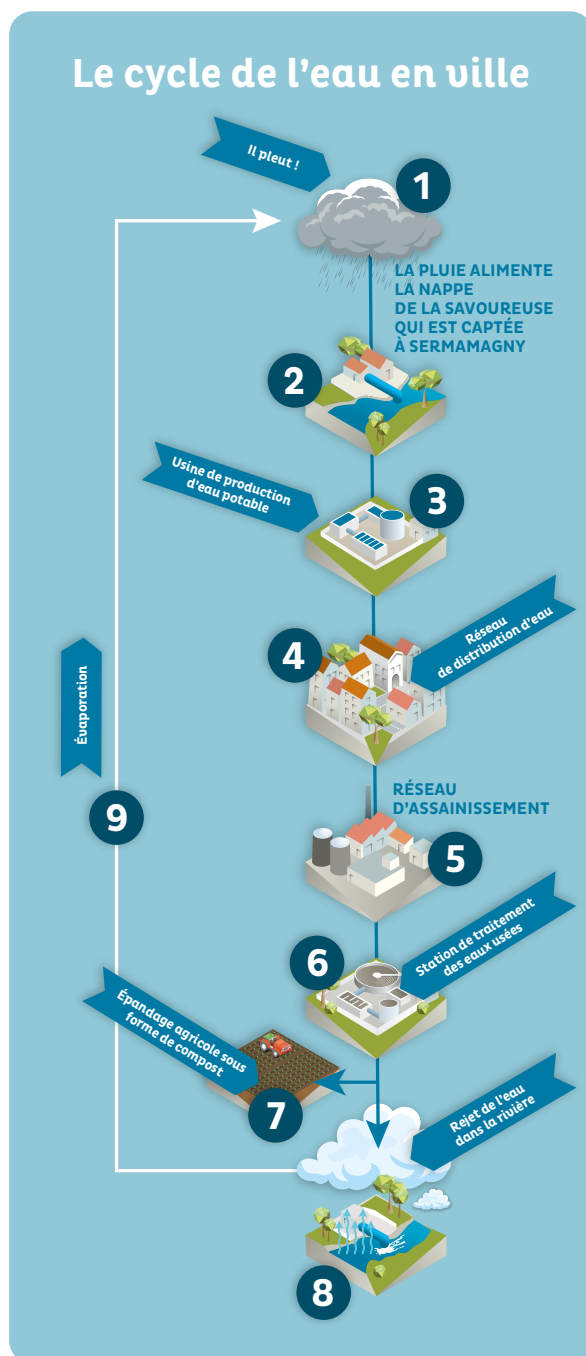 Le cycle de l'eau en ville
Il pleut !
1
LA PLUIE ALIMENTE
LA NAPPE
DE LA SAVOUREUSE
QUI EST CAPTÉE
À SERMAMAGNY
2
Usine de production
d'eau potable
3
4
Réseau
de distribution d'eau
Évaporation
9
RÉSEAU
D'ASSAINISSEMENT
5
6
Station de traitement
des eaux usées
Épandage agricole sous
forme de compost
7
Rejet de l'eau
dans la rivière
8